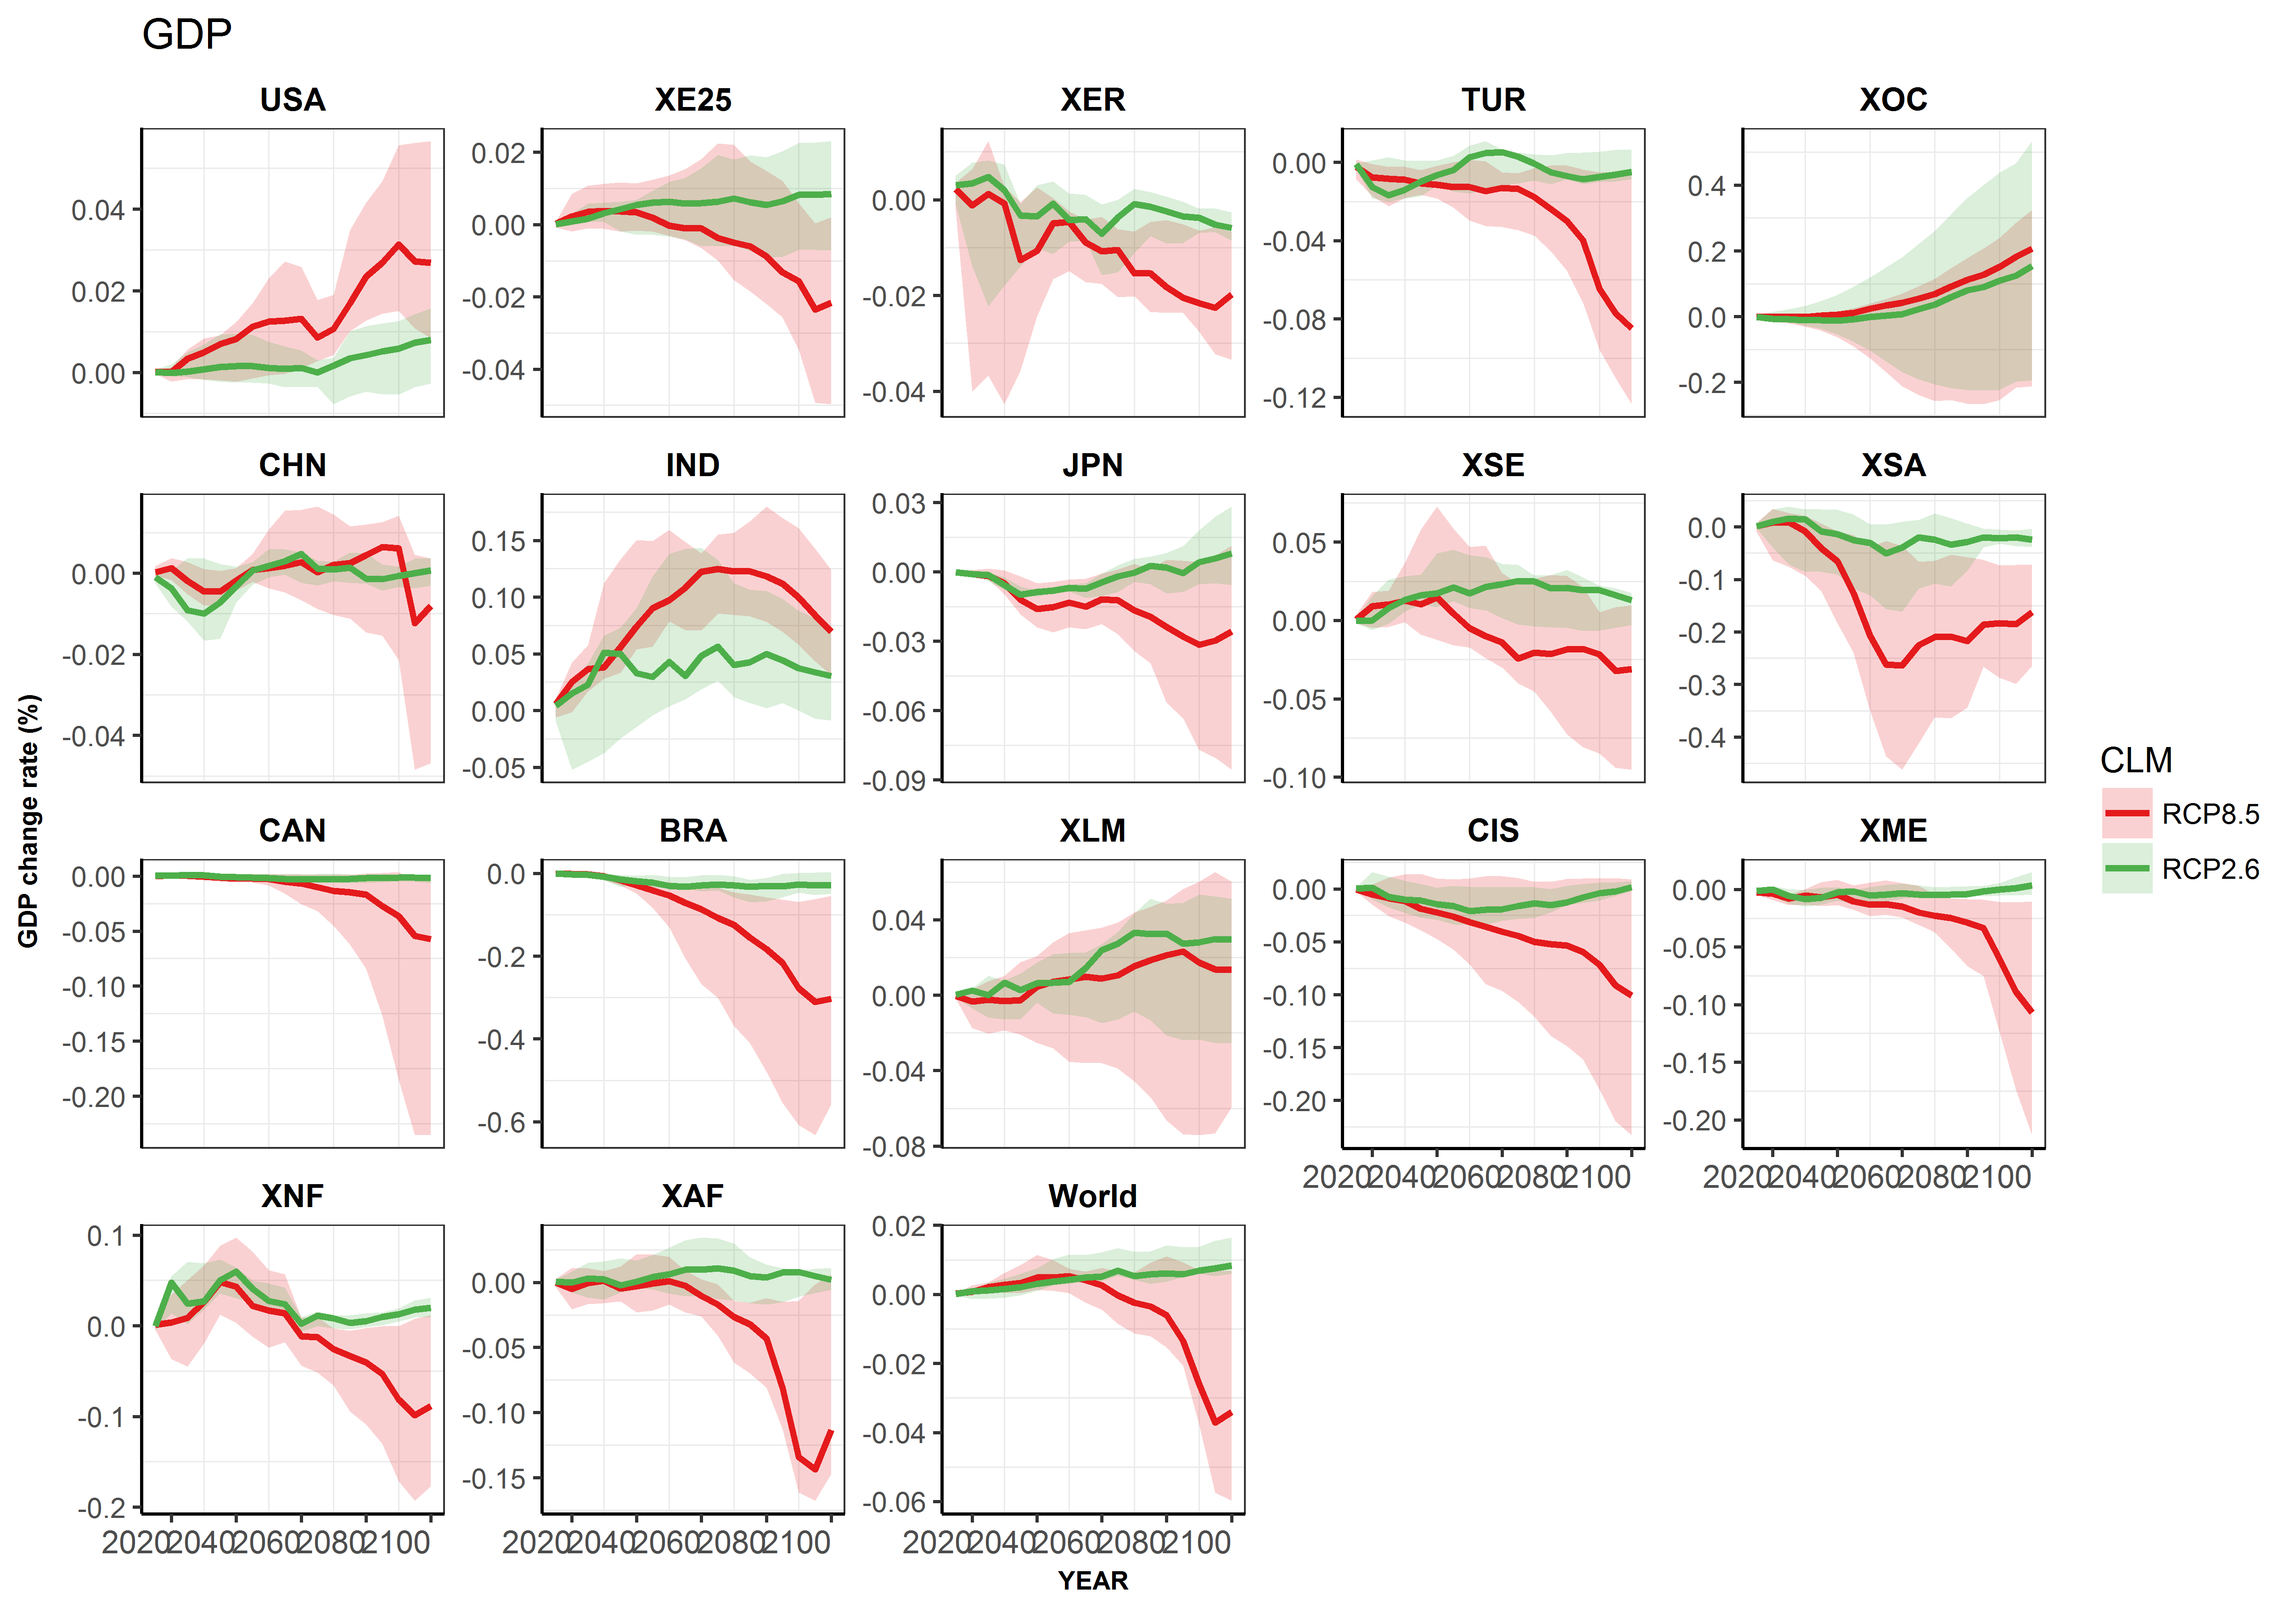 GDP
USA
XE25
XER
TUR
XOC
0.04
0.02
0.00
0.02
0.00
-0.02
-0.04
0.00
-0.02
-0.04
0.00
-0.04
-0.08
-0.12
0.4
0.2
0.0
-0.2
CHN
IND
JPN
XSE
XSA
0.00
-0.02
-0.04
0.15
0.10
0.05
0.00
-0.05
0.03
0.00
-0.03
-0.06
-0.09
0.05
0.00
-0.05
-0.10
0.0
-0.1
-0.2
-0.3
-0.4
CAN
BRA
XLM
CIS
XME
0.00
-0.05
-0.10
-0.15
-0.20
0.0
-0.2
-0.4
-0.6
0.04
0.00
-0.04
-0.08
0.00
-0.05
-0.10
-0.15
-0.20
0.00
-0.05
-0.10
-0.15
-0.20
2020 2040 2060 2080 2100
2020 2040 2060 2080 2100
XNF
XAF
World
0.1
0.0
-0.1
-0.2
0.00
-0.05
-0.10
-0.15
0.02
0.00
-0.02
-0.04
-0.06
2020 2040 2060 2080 2100
2020 2040 2060 2080 2100
2020 2040 2060 2080 2100
YEAR
GDP change rate (%)
CLM
RCP8.5
RCP2.6